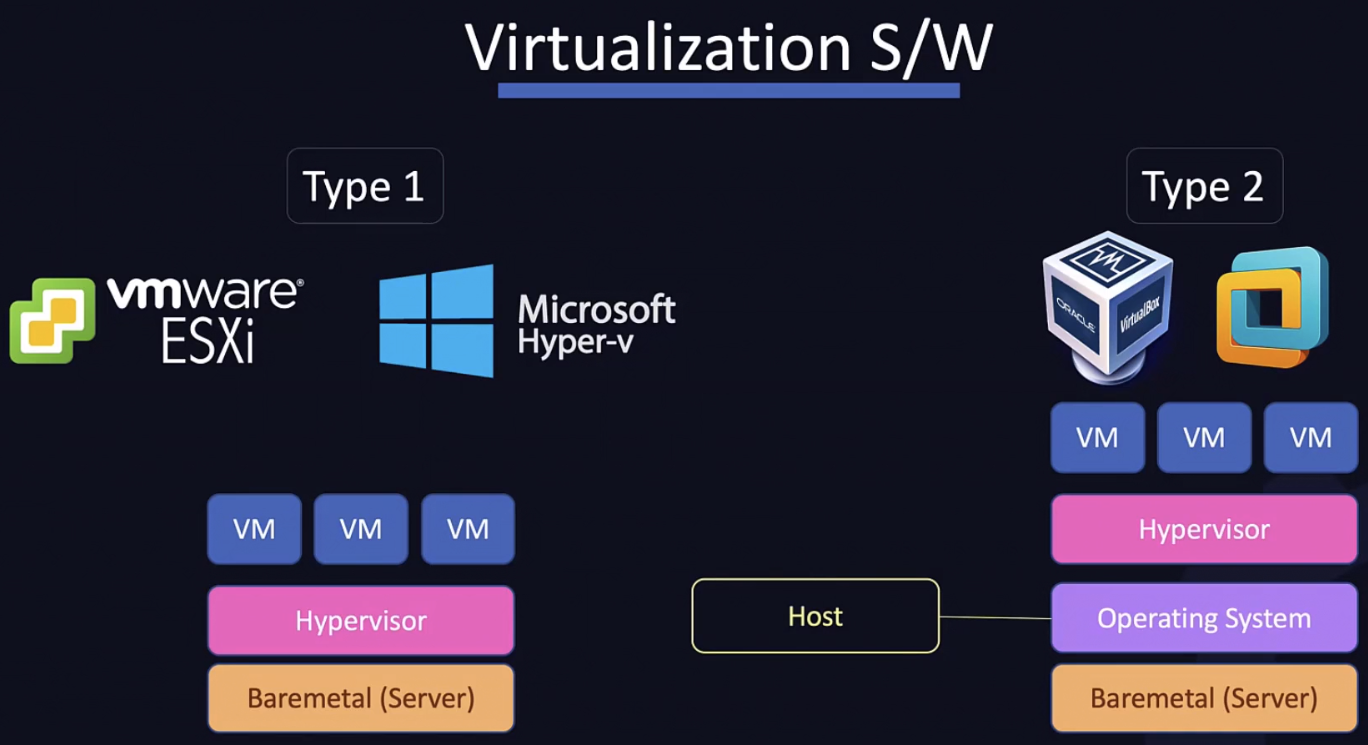 Virtualization S/W
Type 1
Type 2
vmware®
ESXi
Microsoft
Hyper-v
ORACLE
VirtualBox
VM VM VM
Hypervisor
Baremetal (Server)
Host
VM VM VM
Hypervisor
Operating System
Baremetal (Server)